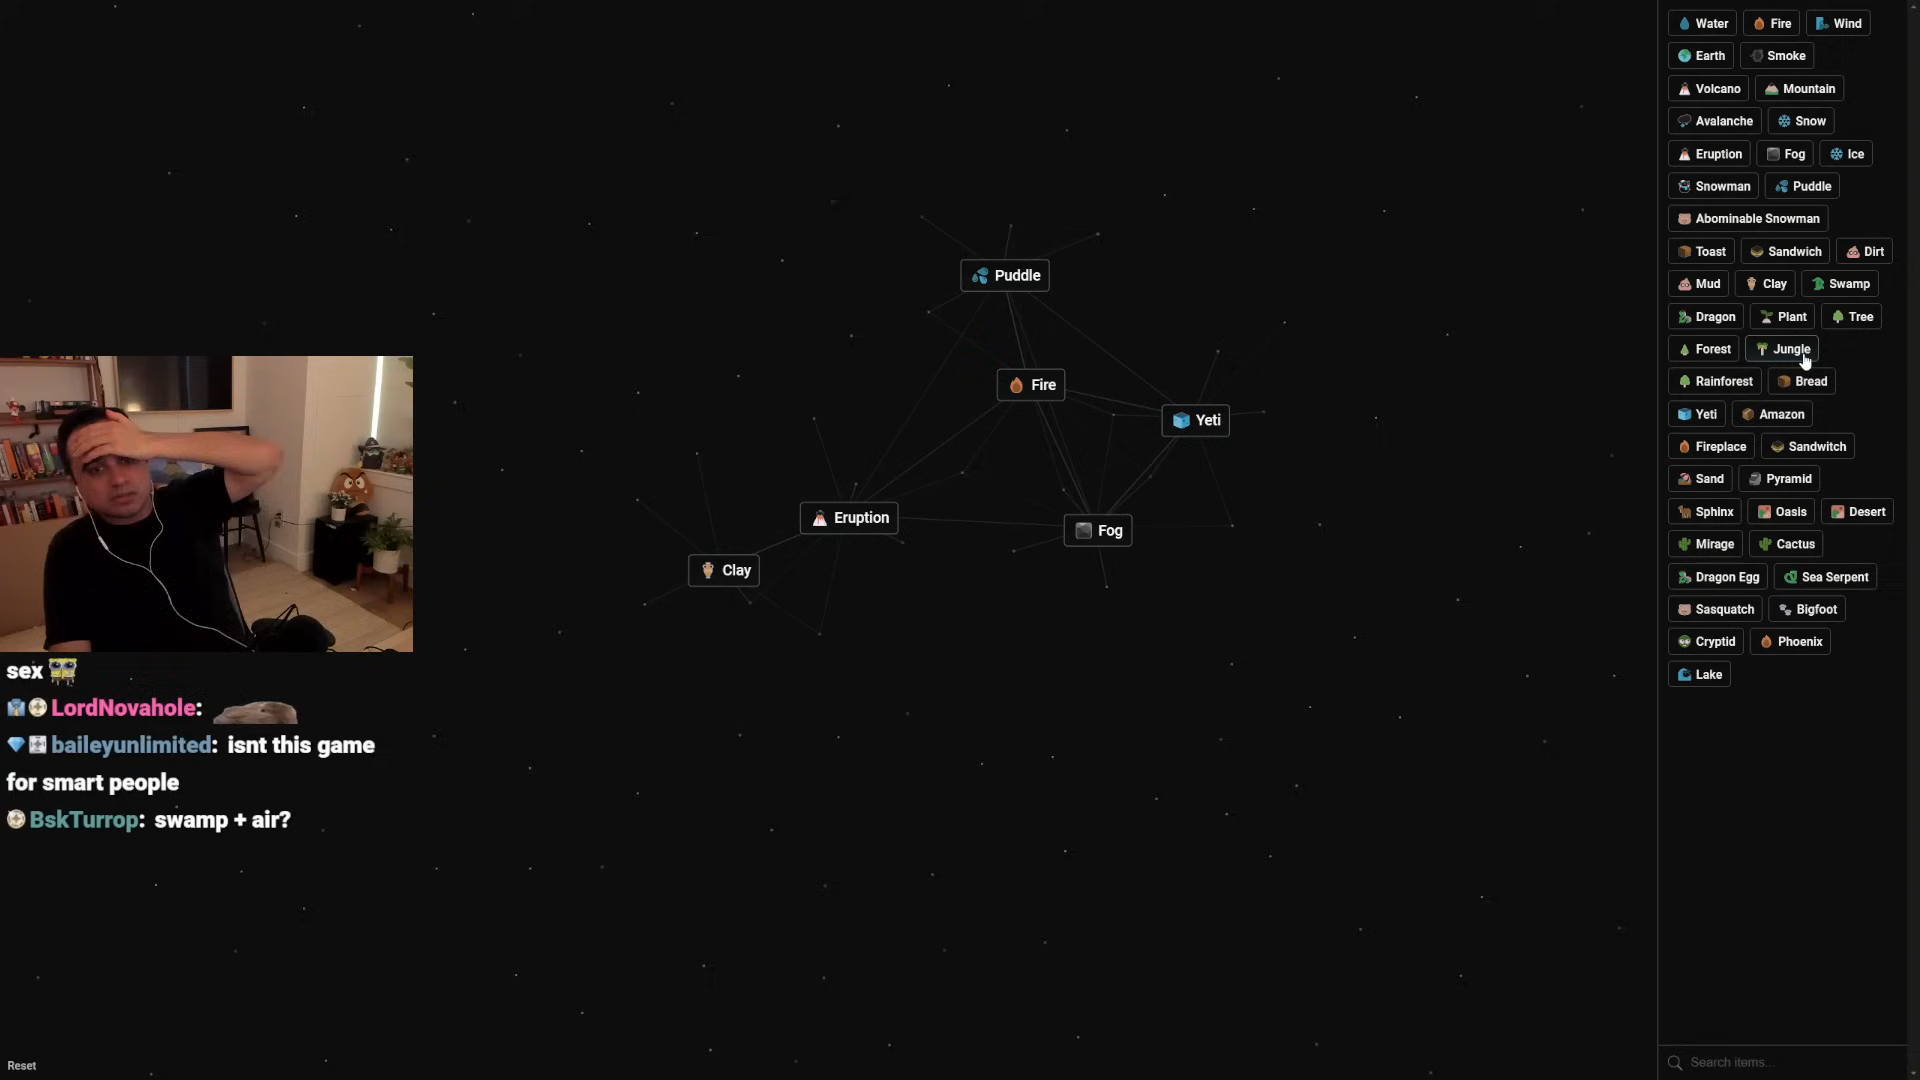 Water Fire Wind
Earth Smoke
Volcano Mountain
Avalanche Snow
Eruption Fog Ice
Snowman Puddle
Abominable Snowman
Toast Sandwich Dirt
Mud Clay Swamp
Dragon Plant Tree
Forest Jungle
Rainforest Bread
Yeti Amazon
Fireplace Sandwitch
Sand Pyramid
Sphinx Oasis Desert
Mirage Cactus
Dragon Egg Sea Serpent
Sasquatch Bigfoot
Cryptid Phoenix
Lake
Puddle
Fire
Yeti
Eruption
Fog
Clay
sex
LordNovahole:
baileyunlimited: isnt this game
for smart people
BskTurrop: swamp + air?
Reset
Search items...